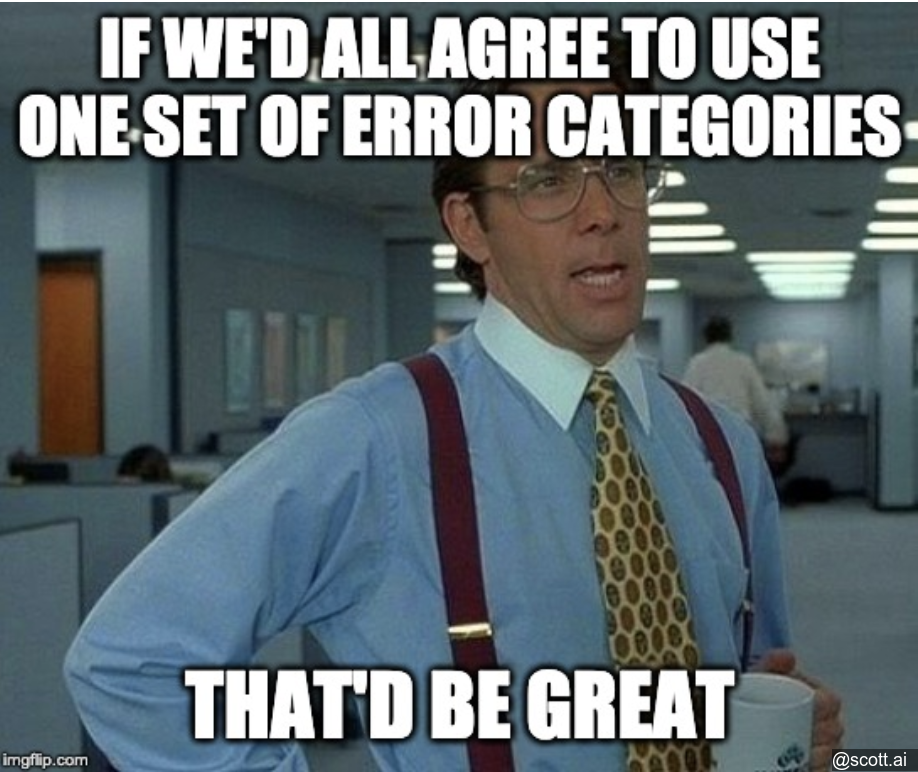 IF WE'D ALL AGREE TO USE
ONE SET OF ERROR CATEGORIES
THAT'D BE GREAT
imgflip.com
@scott.ai